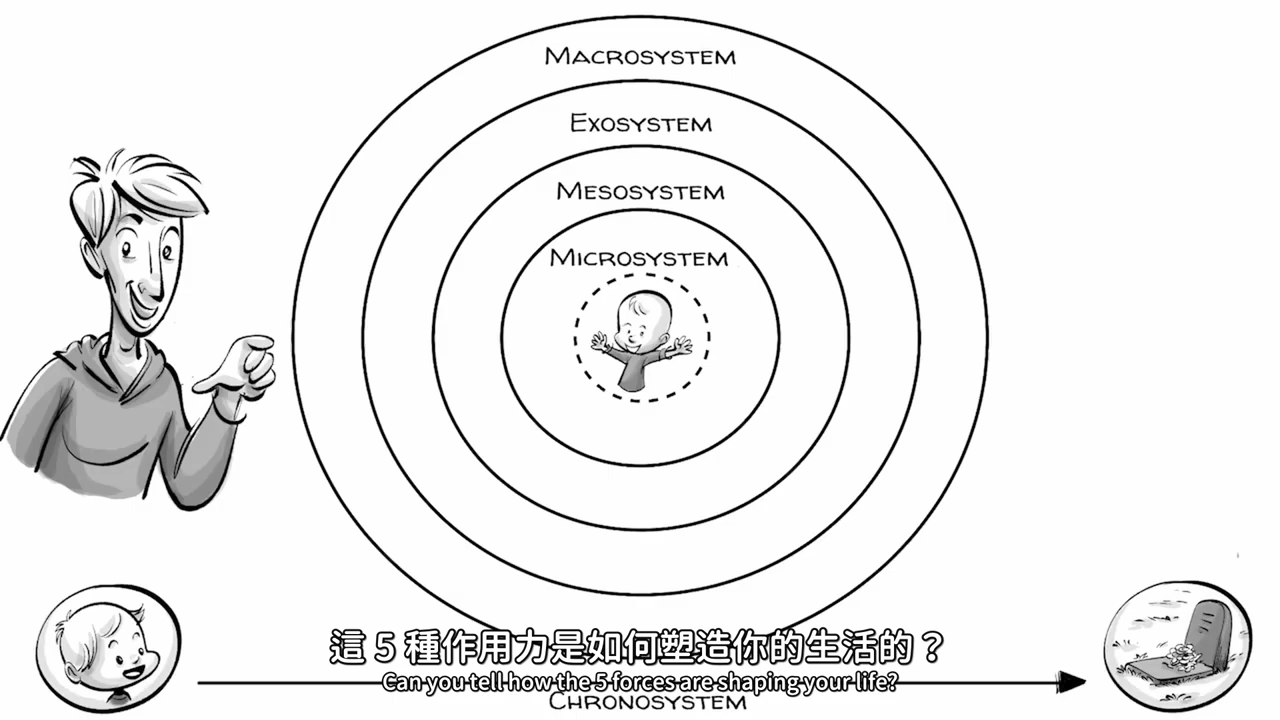 MACROSYSTEM
EXOSYSTEM
MESOSYSTEM
MICROSYSTEM
這 5 種作用力是如何塑造你的生活的？
Can you tell how the 5 forces are shaping your life?
CHRONOSYSTEM